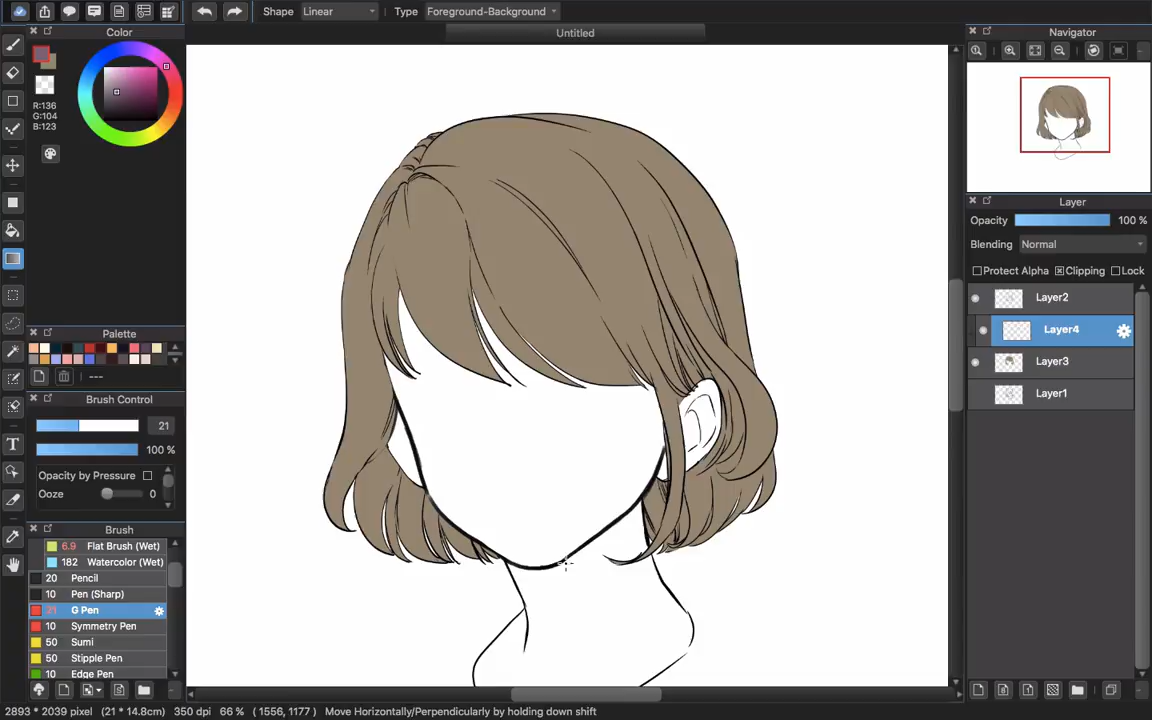 Shape Linear Type Foreground-Background
Color Untitled Navigator
R:136
G:104
B:123
Layer
Opacity 100 %
Blending Normal
Protect Alpha Clipping Lock
Layer2
Layer4
Layer3
Layer1
Palette
---
Brush Control
21
100 %
Opacity by Pressure
Ooze 0
Brush
6.9 Flat Brush (Wet)
182 Watercolor (Wet)
20 Pencil
10 Pen (Sharp)
21 G Pen
10 Symmetry Pen
50 Sumi
50 Stipple Pen
10 Edge Pen
T
2893 * 2039 pixel (21 * 14.8cm) 350 dpi 66 % ( 1556, 1177 ) Move Horizontally/Perpendicularly by holding down shift